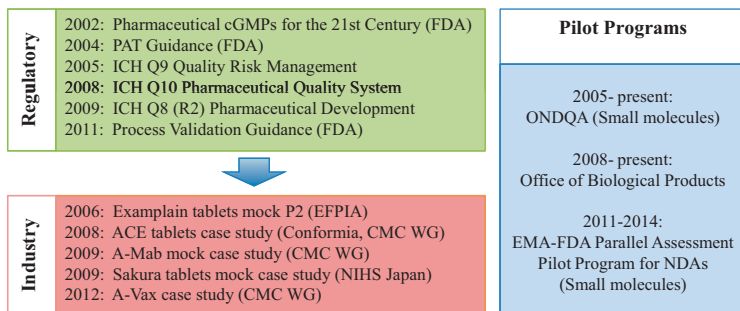 Regulatory
2002: Pharmaceutical cGMPs for the 21st Century (FDA)
2004: PAT Guidance (FDA)
2005: ICH Q9 Quality Risk Management
2008: ICH Q10 Pharmaceutical Quality System
2009: ICH Q8 (R2) Pharmaceutical Development
2011: Process Validation Guidance (FDA)
Industry
2006: Examplain tablets mock P2 (EFPIA)
2008: ACE tablets case study (Conformia, CMC WG)
2009: A-Mab mock case study (CMC WG)
2009: Sakura tablets mock case study (NIHS Japan)
2012: A-Vax case study (CMC WG)
Pilot Programs
2005- present:
ONDQA (Small molecules)
2008- present:
Office of Biological Products
2011-2014:
EMA-FDA Parallel Assessment
Pilot Program for NDAs
(Small molecules)